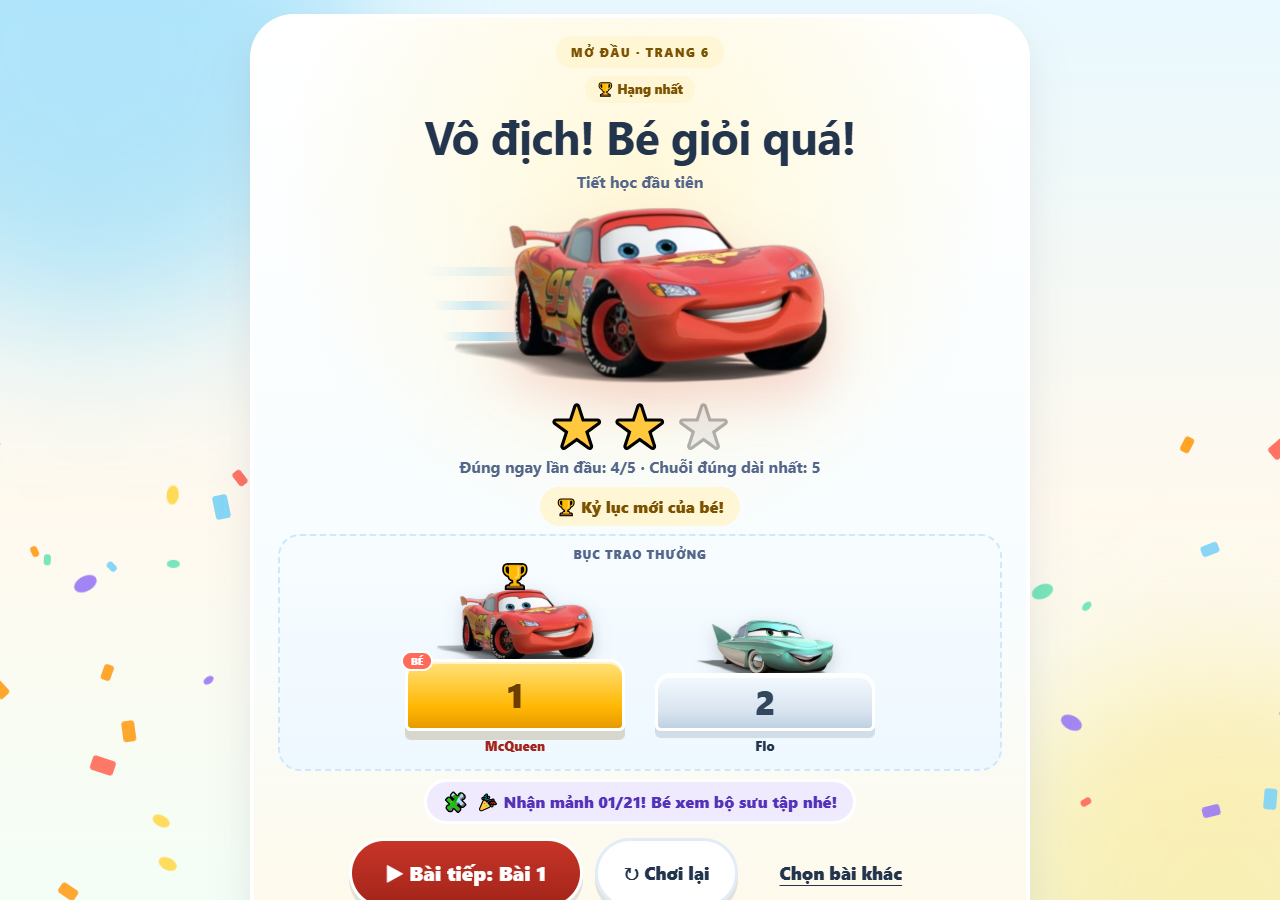 MỞ ĐẦU · TRANG 6
🏆 Hạng nhất
Vô địch! Bé giỏi quá!
Tiết học đầu tiên
95
LIGHTYEAR
Đúng ngay lần đầu: 4/5 · Chuỗi đúng dài nhất: 5
🏆 Kỷ lục mới của bé!
BỤC TRAO THƯỞNG
BÉ
1
2
McQueen
Flo
🧩 🎉 Nhận mảnh 01/21! Bé xem bộ sưu tập nhé!
▶ Bài tiếp: Bài 1
↻ Chơi lại
Chọn bài khác